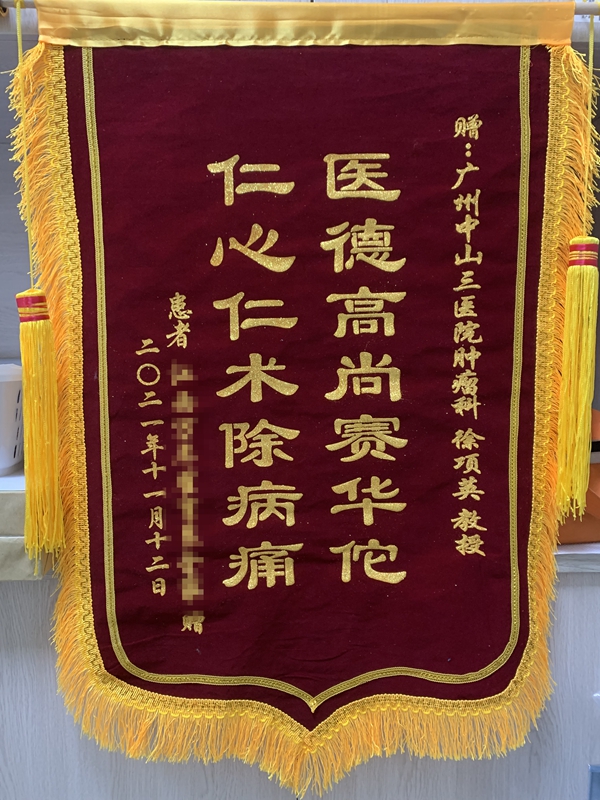 赠：广州中山三医院肿瘤科 徐项英 教授
医德高尚赛华佗
仁心仁术除病痛
患者 赠
二〇二一年十一月十二日